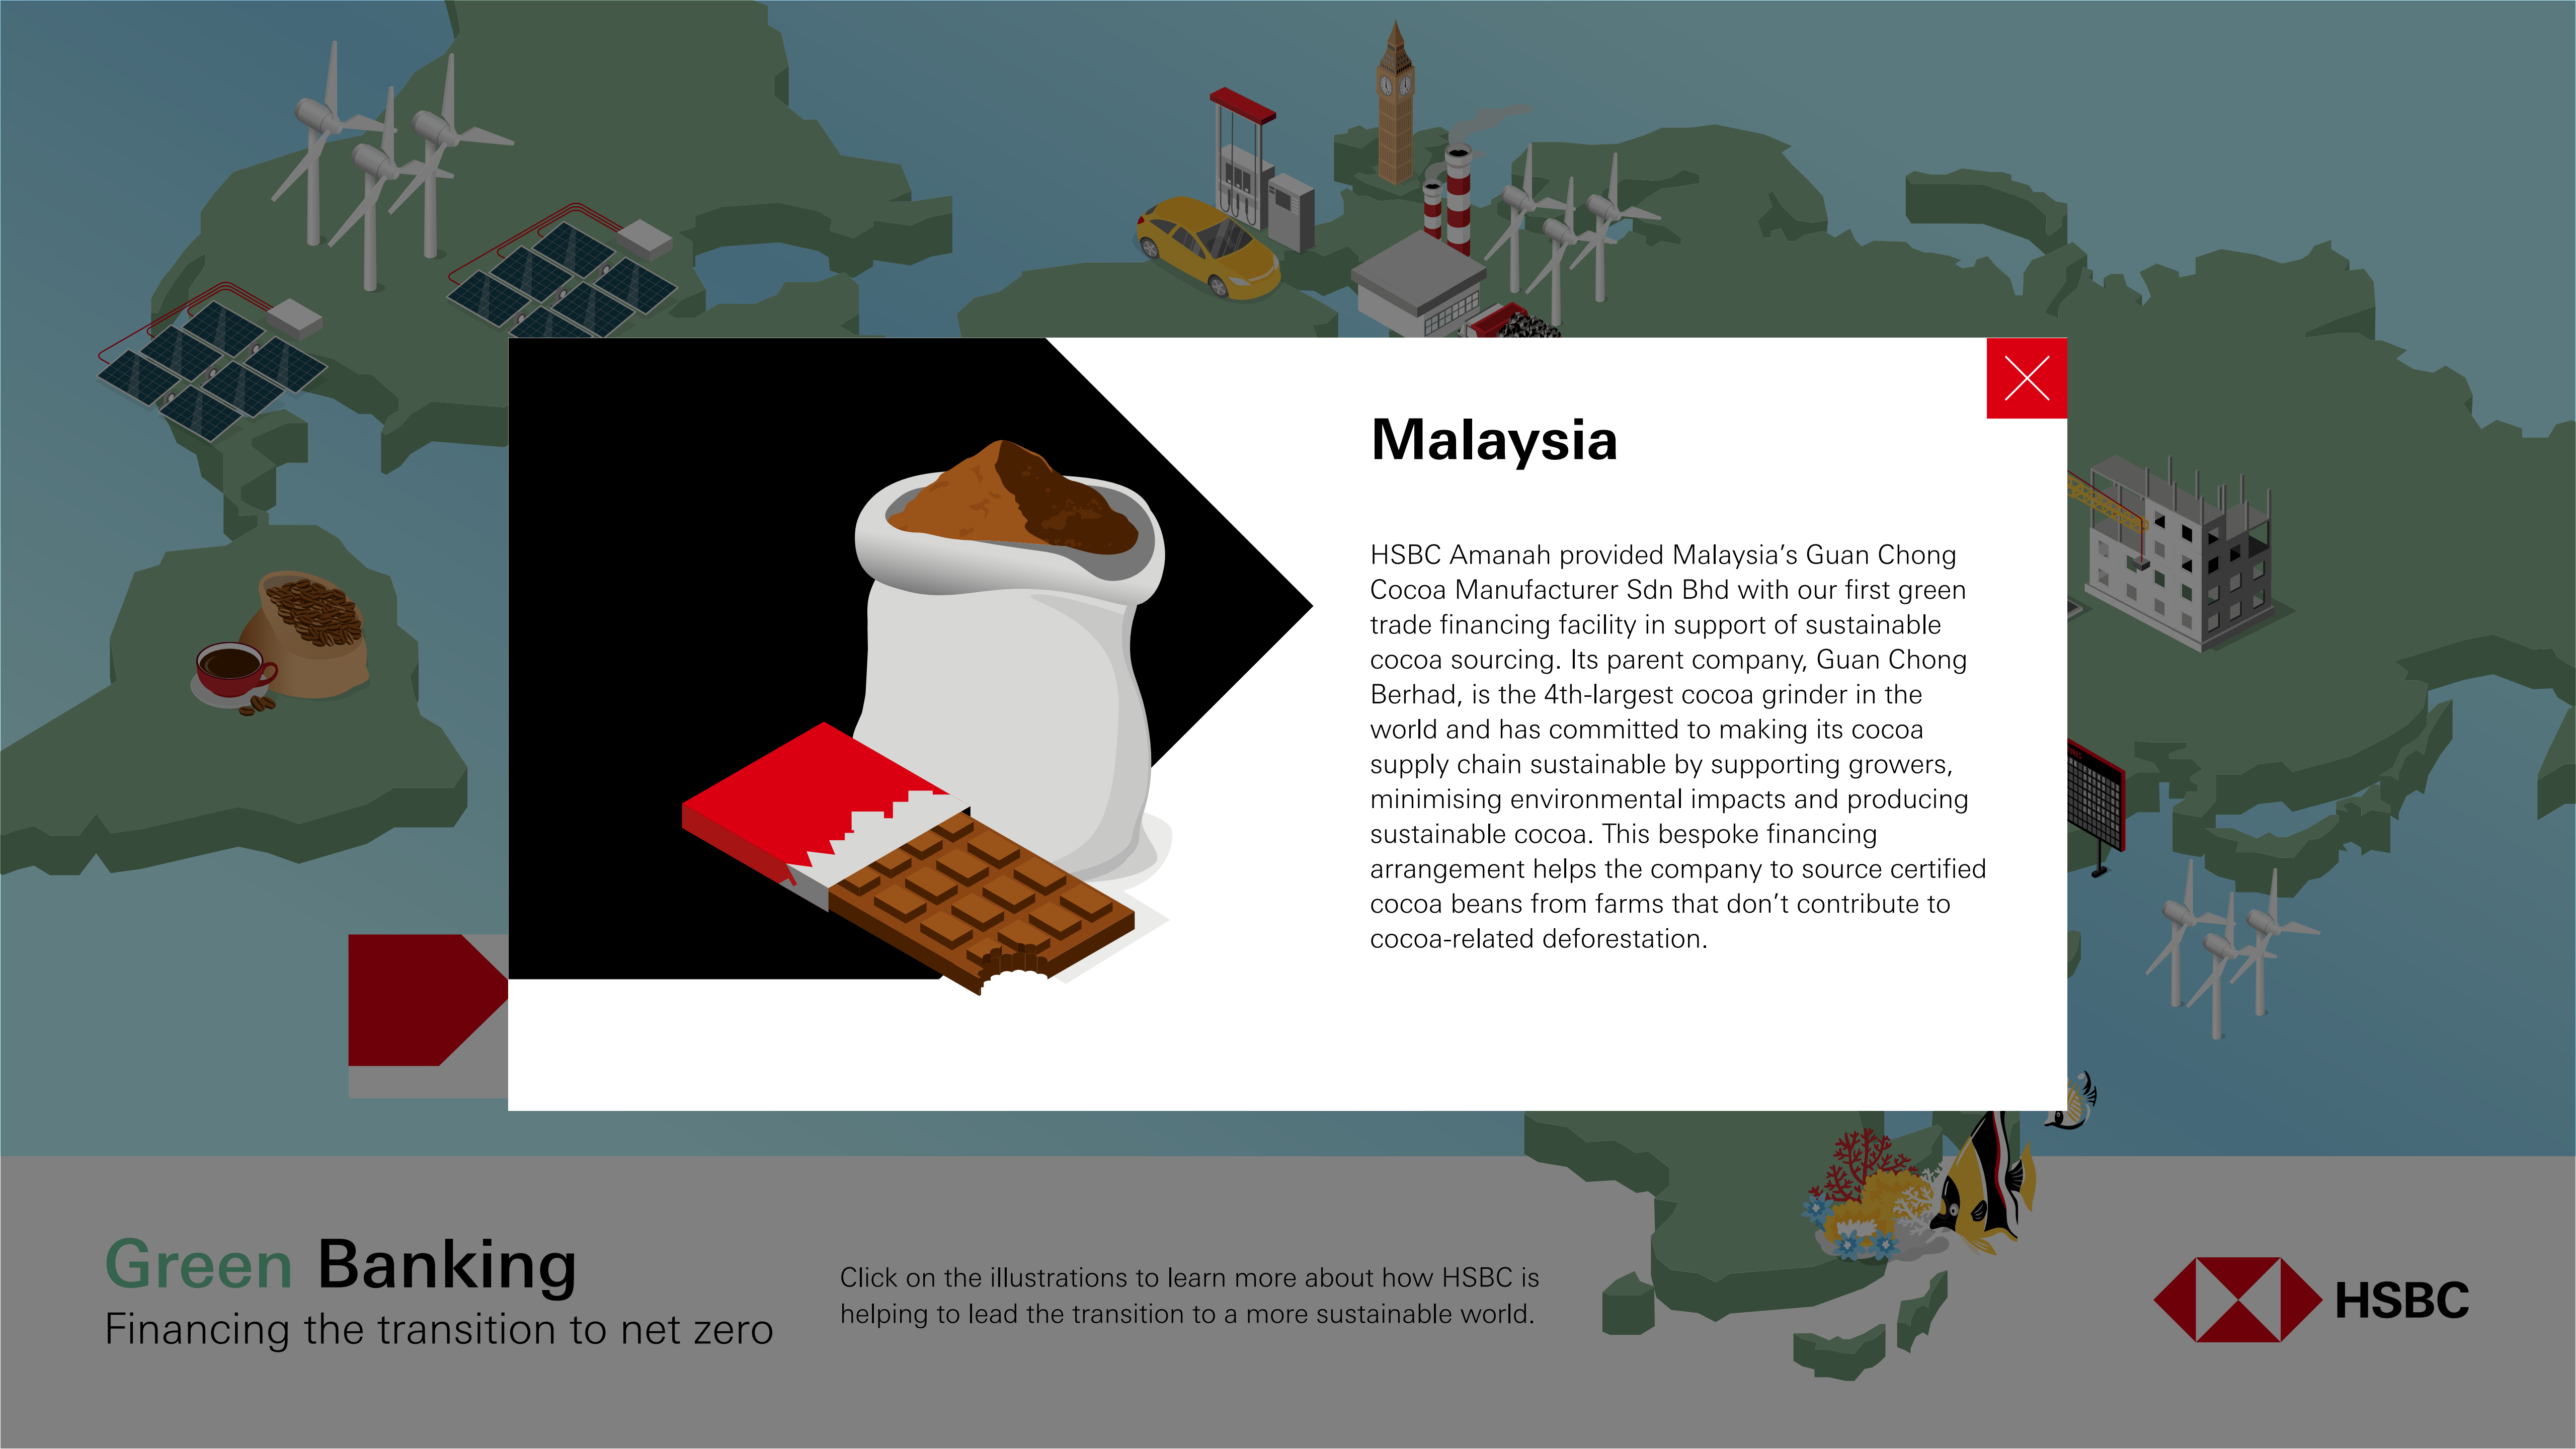 Malaysia
HSBC Amanah provided Malaysia’s Guan Chong
Cocoa Manufacturer Sdn Bhd with our first green
trade financing facility in support of sustainable
cocoa sourcing. Its parent company, Guan Chong
Berhad, is the 4th-largest cocoa grinder in the
world and has committed to making its cocoa
supply chain sustainable by supporting growers,
minimising environmental impacts and producing
sustainable cocoa. This bespoke financing
arrangement helps the company to source certified
cocoa beans from farms that don’t contribute to
cocoa-related deforestation.
Green Banking
Financing the transition to net zero
Click on the illustrations to learn more about how HSBC is
helping to lead the transition to a more sustainable world.
HSBC